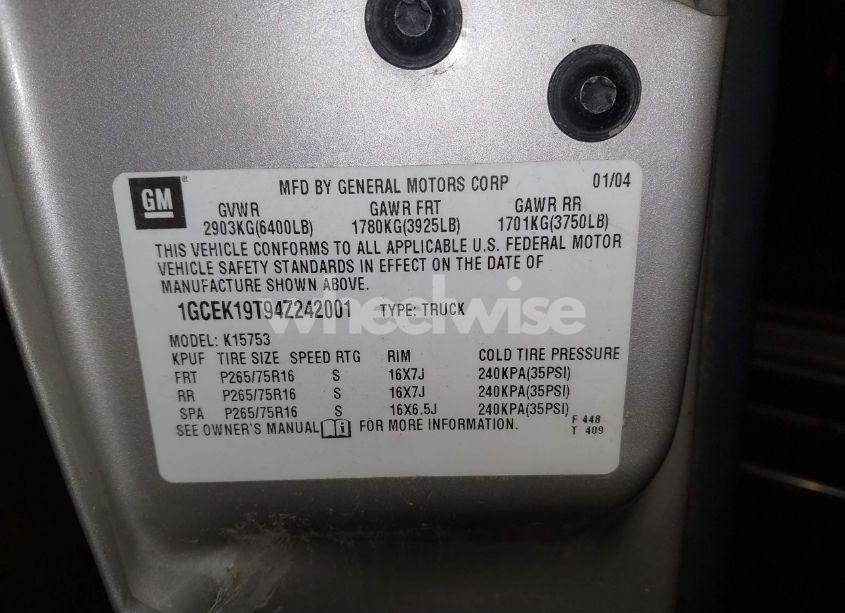 GM
MFD BY GENERAL MOTORS CORP 01/04
GVWR GAWR FRT GAWR RR
2903KG(6400LB) 1780KG(3925LB) 1701KG(3750LB)
THIS VEHICLE CONFORMS TO ALL APPLICABLE U.S. FEDERAL MOTOR
VEHICLE SAFETY STANDARDS IN EFFECT ON THE DATE OF
MANUFACTURE SHOWN ABOVE.
1GCEK19T94Z242001 TYPE: TRUCK
wheelwise
MODEL: K15753
KPUF TIRE SIZE SPEED RTG RIM COLD TIRE PRESSURE
FRT P265/75R16 S 16X7J 240KPA(35PSI)
RR P265/75R16 S 16X7J 240KPA(35PSI)
SPA P265/75R16 S 16X6.5J 240KPA(35PSI)
SEE OWNER'S MANUAL FOR MORE INFORMATION.
F 448
T 409